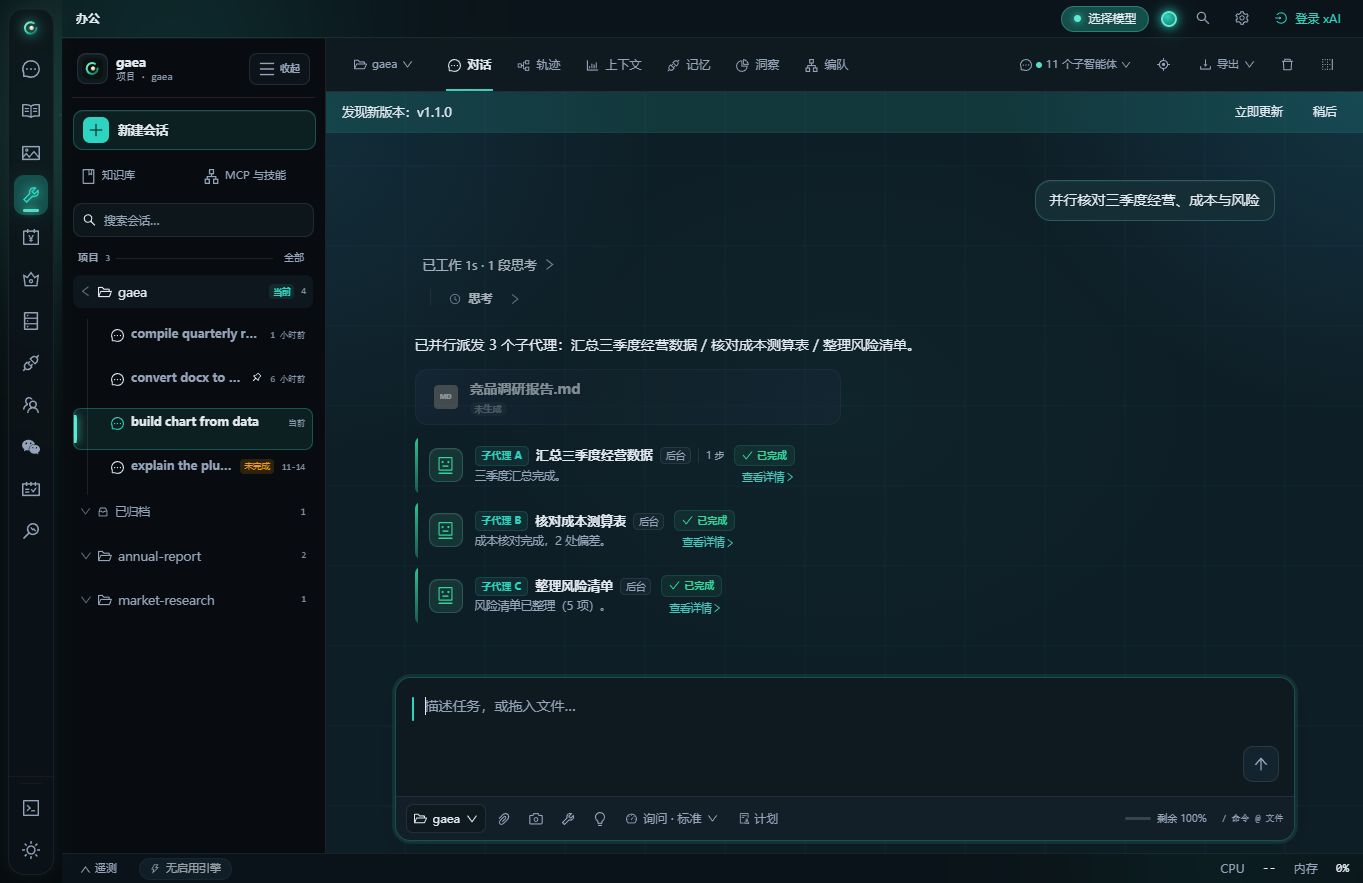 办公
选择模型
登录 xAI
gaea
项目 · gaea
收起
新建会话
知识库
MCP 与技能
搜索会话...
项目 3
全部
gaea
当前
4
compile quarterly r...
1 小时前
convert docx to ...
6 小时前
build chart from data
当前
explain the plu...
未完成
11-14
已归档
1
annual-report
2
market-research
1
gaea
对话
轨迹
上下文
记忆
洞察
编队
11 个子智能体
导出
发现新版本：v1.1.0
立即更新
稍后
并行核对三季度经营、成本与风险
已工作 1s · 1 段思考
思考
已并行派发 3 个子代理：汇总三季度经营数据 / 核对成本测算表 / 整理风险清单。
MD
竞品调研报告.md
未生成
子代理 A 汇总三季度经营数据 后台 1 步 已完成
三季度汇总完成。
查看详情
子代理 B 核对成本测算表 后台 已完成
成本核对完成，2 处偏差。
查看详情
子代理 C 整理风险清单 后台 已完成
风险清单已整理（5 项）。
查看详情
描述任务，或拖入文件...
gaea
询问 · 标准
计划
剩余 100%
/ 命令 @ 文件
遥测
无启用引擎
CPU --
内存 0%